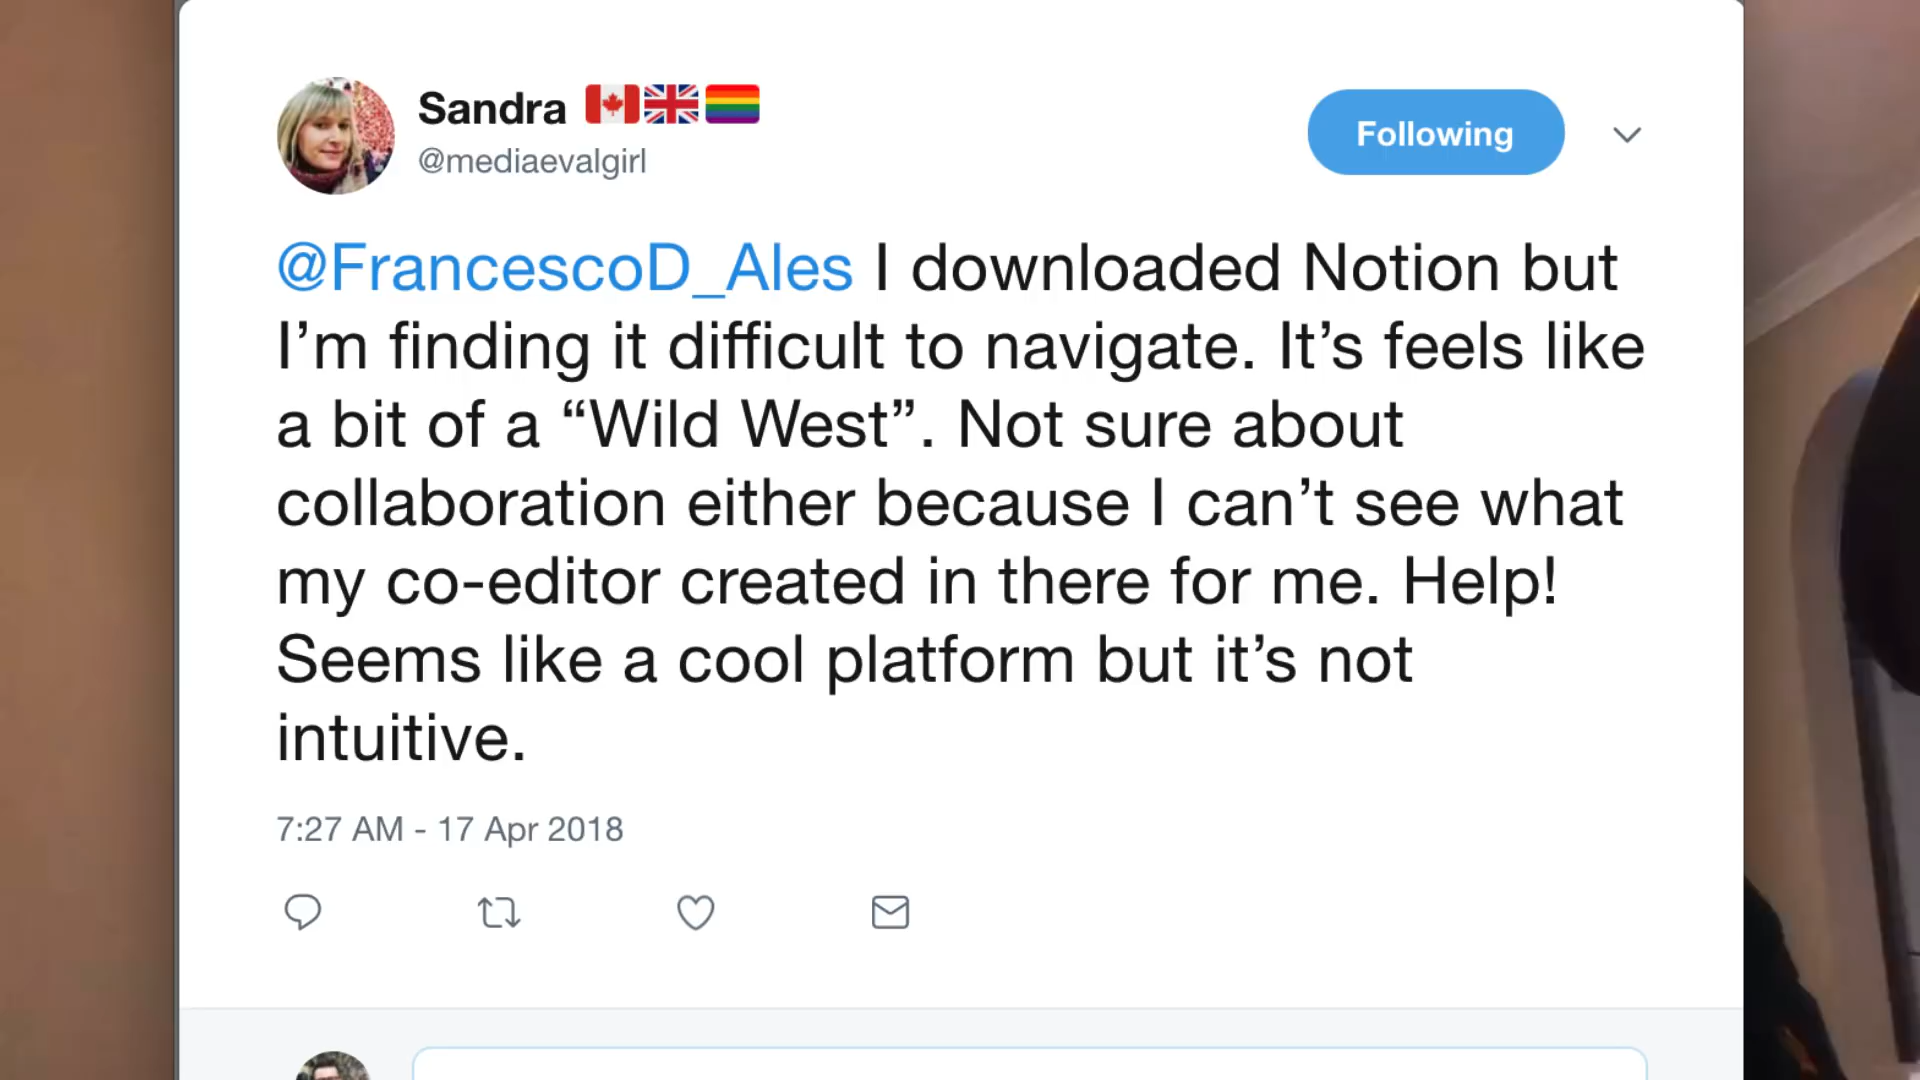 Sandra 🇨🇦🇬🇧🏳️‍🌈
@mediaevalgirl
Following
@FrancescoD_Ales I downloaded Notion but
I’m finding it difficult to navigate. It’s feels like
a bit of a “Wild West”. Not sure about
collaboration either because I can’t see what
my co-editor created in there for me. Help!
Seems like a cool platform but it’s not
intuitive.
7:27 AM - 17 Apr 2018